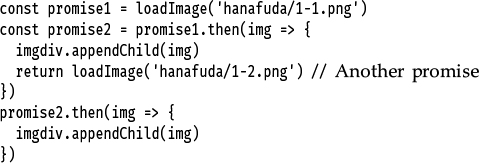 const promise1 = loadImage('hanafuda/1-1.png')
const promise2 = promise1.then(img => {
  imgdiv.appendChild(img)
  return loadImage('hanafuda/1-2.png') // Another promise
})
promise2.then(img => {
  imgdiv.appendChild(img)
})